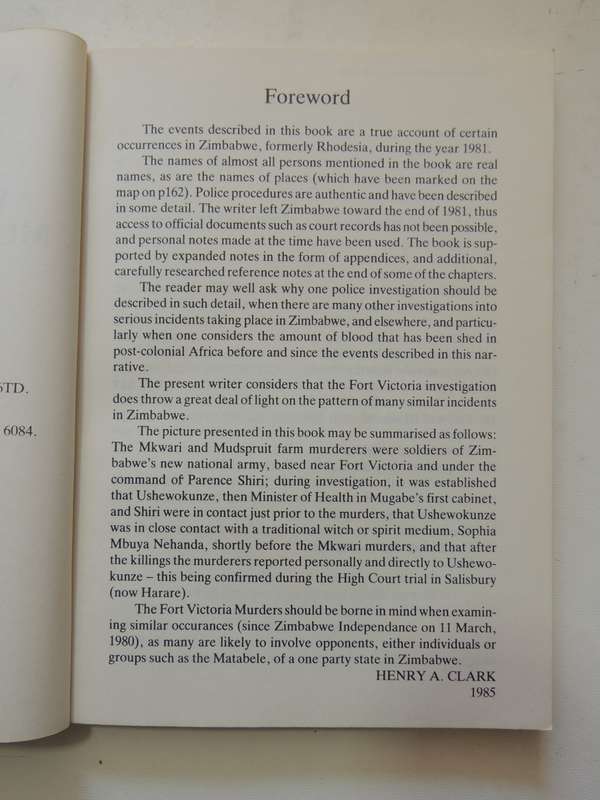 STD.
6084.
Foreword
The events described in this book are a true account of certain
occurrences in Zimbabwe, formerly Rhodesia, during the year 1981.
The names of almost all persons mentioned in the book are real
names, as are the names of places (which have been marked on the
map on p162). Police procedures are authentic and have been described
in some detail. The writer left Zimbabwe toward the end of 1981, thus
access to official documents such as court records has not been possible,
and personal notes made at the time have been used. The book is sup-
ported by expanded notes in the form of appendices, and additional,
carefully researched reference notes at the end of some of the chapters.
The reader may well ask why one police investigation should be
described in such detail, when there are many other investigations into
serious incidents taking place in Zimbabwe, and elsewhere, and particu-
larly when one considers the amount of blood that has been shed in
post-colonial Africa before and since the events described in this nar-
rative.
The present writer considers that the Fort Victoria investigation
does throw a great deal of light on the pattern of many similar incidents
in Zimbabwe.
The picture presented in this book may be summarised as follows:
The Mkwari and Mudspruit farm murderers were soldiers of Zim-
babwe's new national army, based near Fort Victoria and under the
command of Parence Shiri; during investigation, it was established
that Ushewokunze, then Minister of Health in Mugabe's first cabinet,
and Shiri were in contact just prior to the murders, that Ushewokunze
was in close contact with a traditional witch or spirit medium, Sophia
Mbuya Nehanda, shortly before the Mkwari murders, and that after
the killings the murderers reported personally and directly to Ushewo-
kunze – this being confirmed during the High Court trial in Salisbury
(now Harare).
The Fort Victoria Murders should be borne in mind when examin-
ing similar occurances (since Zimbabwe Independance on 11 March,
1980), as many are likely to involve opponents, either individuals or
groups such as the Matabele, of a one party state in Zimbabwe.
HENRY A. CLARK
1985